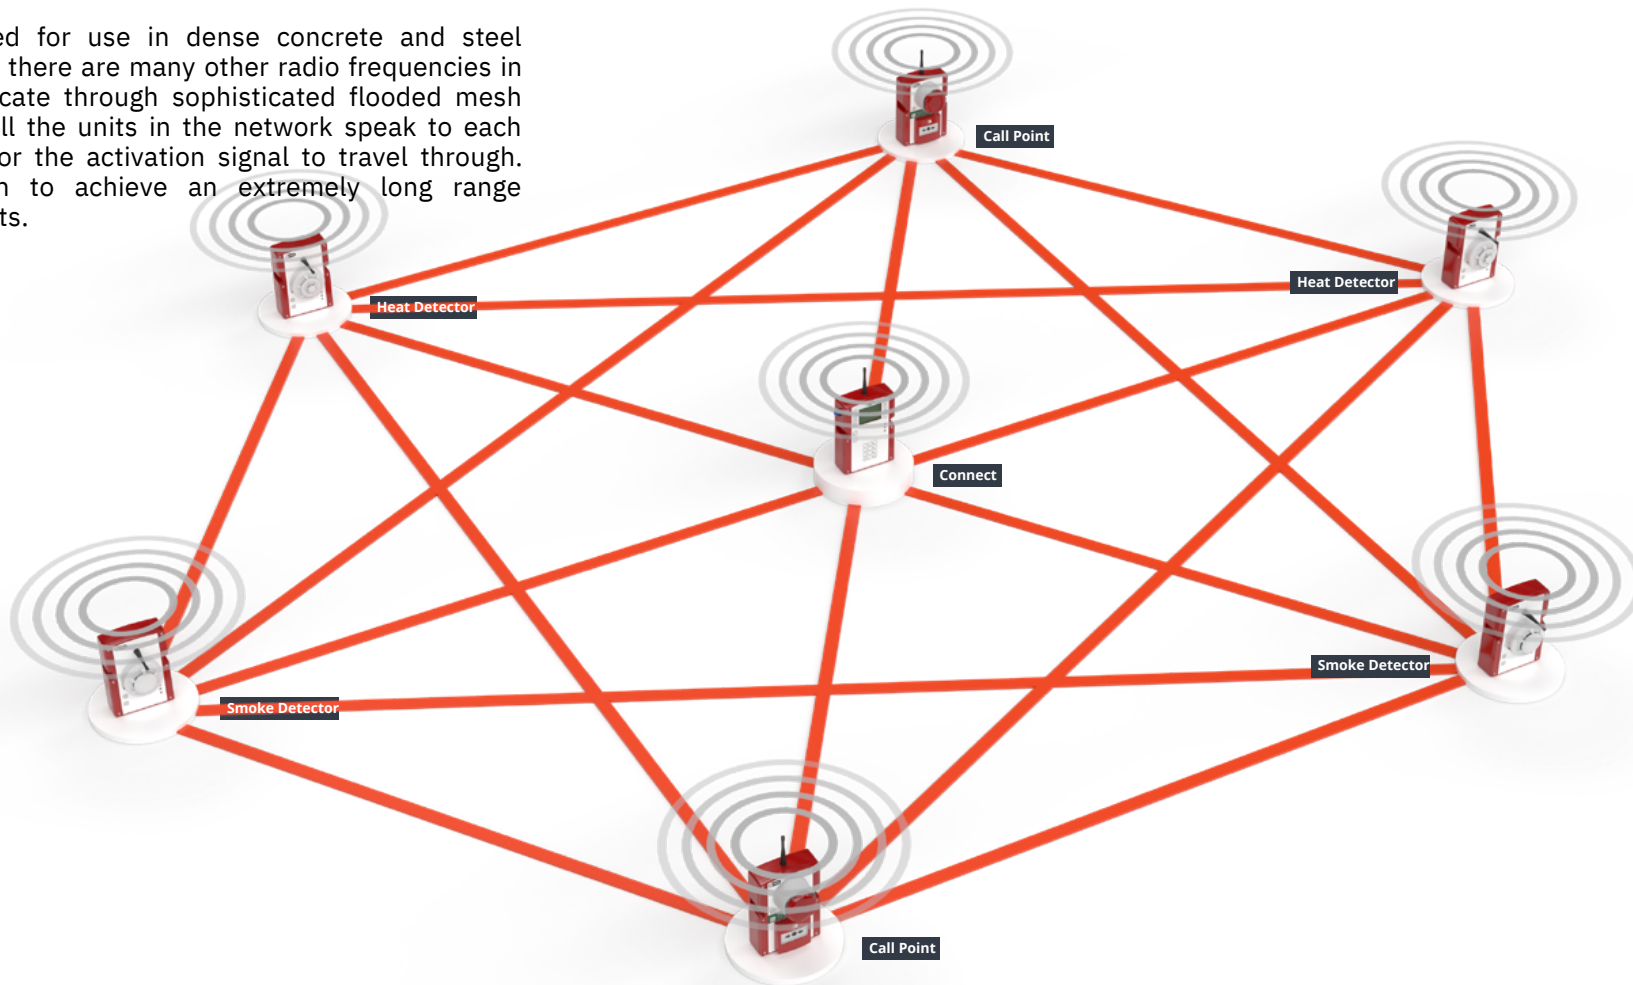 ed for use in dense concrete and steel
there are many other radio frequencies in
cate through sophisticated flooded mesh
ll the units in the network speak to each
or the activation signal to travel through.
n to achieve an extremely long range
ts.
Call Point
Heat Detector
Heat Detector
Connect
Smoke Detector
Smoke Detector
Call Point